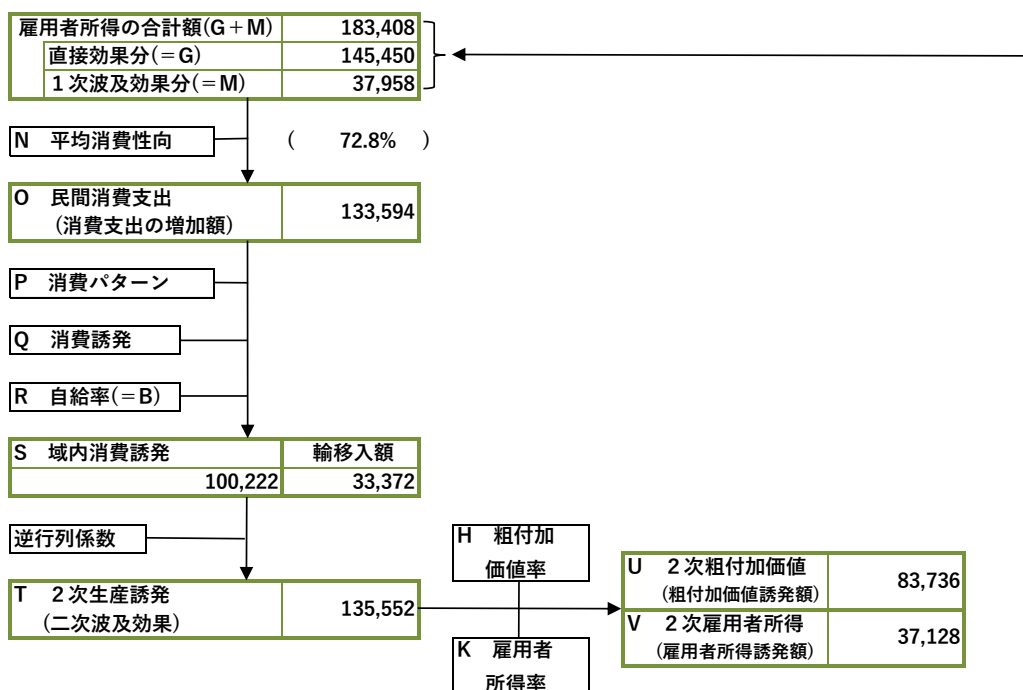 雇用者所得の合計額(G＋M) 183,408
直接効果分(＝G) 145,450
１次波及効果分(＝M) 37,958
N　平均消費性向 ( 72.8% )
O　民間消費支出
(消費支出の増加額) 133,594
P　消費パターン
Q　消費誘発
R　自給率(＝B)
S　域内消費誘発 輸移入額
100,222 33,372
逆行列係数
T　２次生産誘発
(二次波及効果) 135,552
H　粗付加
価値率
K　雇用者
所得率
U　２次粗付加価値
(粗付加価値誘発額) 83,736
V　２次雇用者所得
(雇用者所得誘発額) 37,128